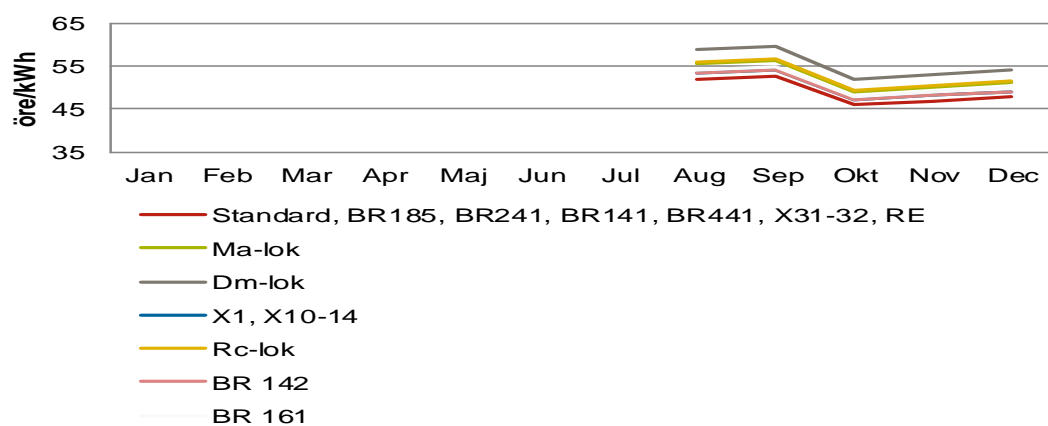 65
55
45
35
öre/kWh
Jan Feb Mar Apr Maj Jun Jul Aug Sep Okt Nov Dec
Standard, BR185, BR241, BR141, BR441, X31-32, RE
Ma-lok
Dm-lok
X1, X10-14
Rc-lok
BR 142
BR 161